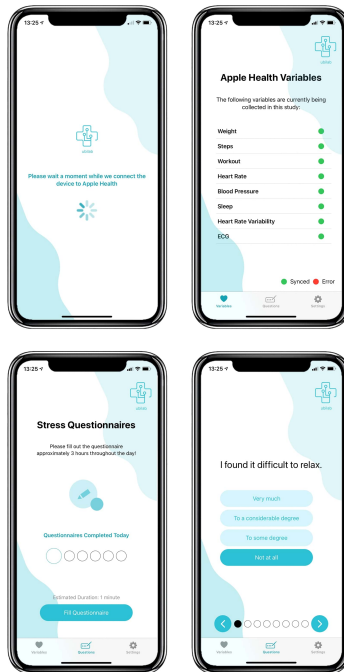 13:25
Please wait a moment while we connect the
device to Apple Health
13:25
Apple Health Variables
The following variables are currently being
collected in this study:
Weight
Steps
Workout
Heart Rate
Blood Pressure
Sleep
Heart Rate Variability
ECG
Synced
Error
Variables
Questions
Settings
13:25
Stress Questionnaires
Please fill out the questionnaire
approximately 3 hours throughout the day!
Questionnaires Completed Today
Estimated Duration: 1 minute
Fill Questionnaire
Variables
Questions
Settings
13:25
I found it difficult to relax.
Very much
To a considerable degree
To some degree
Not at all
Variables
Questions
Settings